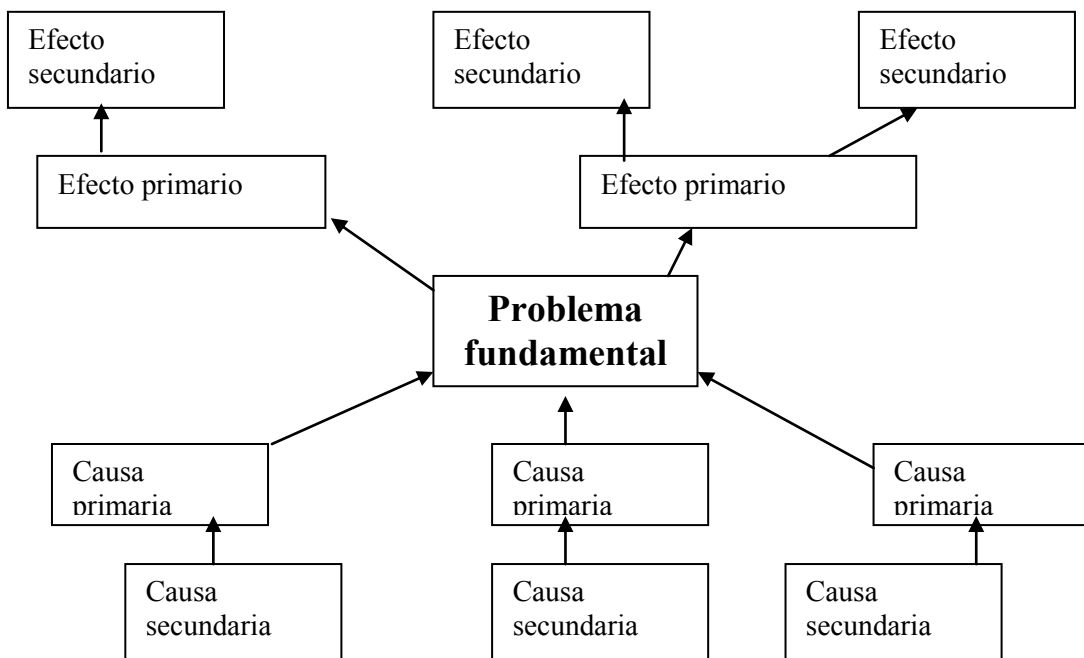 Efecto
secundario
Efecto
secundario
Efecto
secundario
Efecto primario
Efecto primario
Problema
fundamental
Causa
primaria
Causa
primaria
Causa
primaria
Causa
secundaria
Causa
secundaria
Causa
secundaria